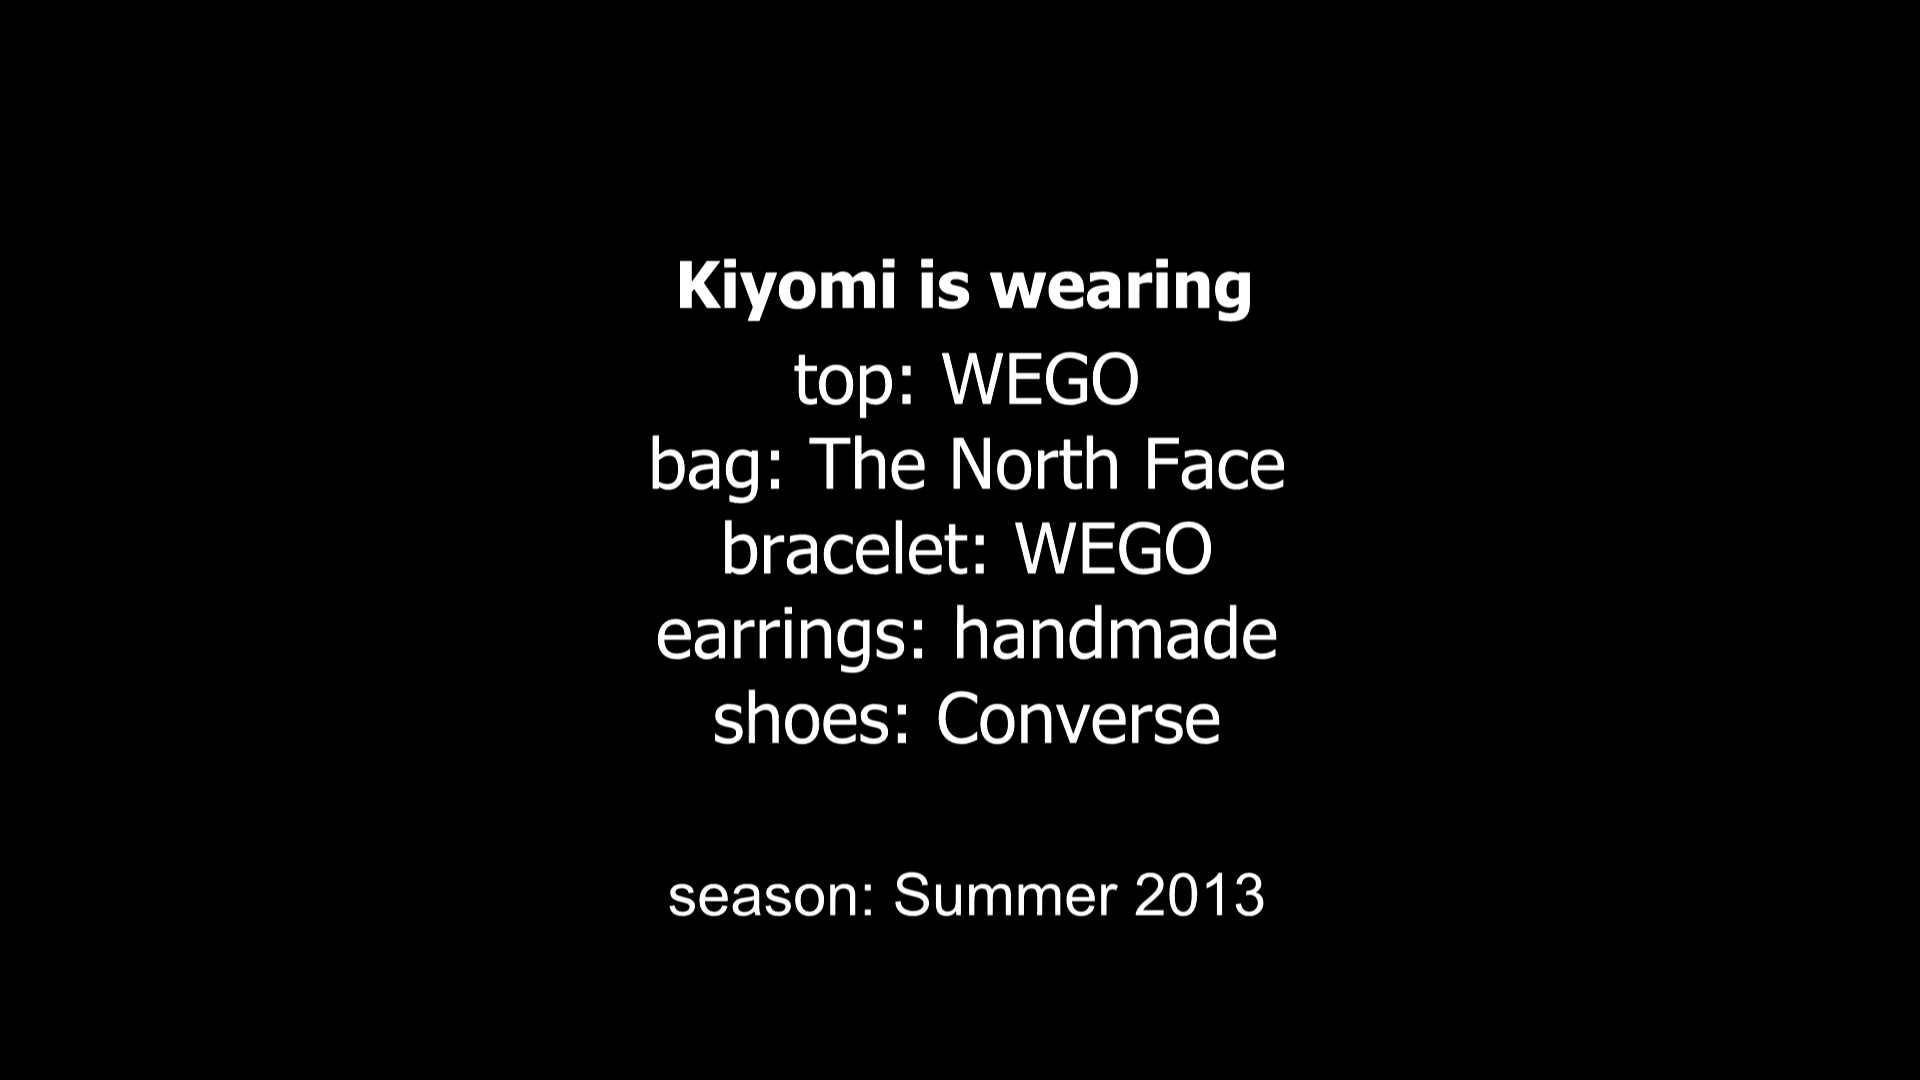 Kiyomi is wearing
top: WEGO
bag: The North Face
bracelet: WEGO
earrings: handmade
shoes: Converse
season: Summer 2013